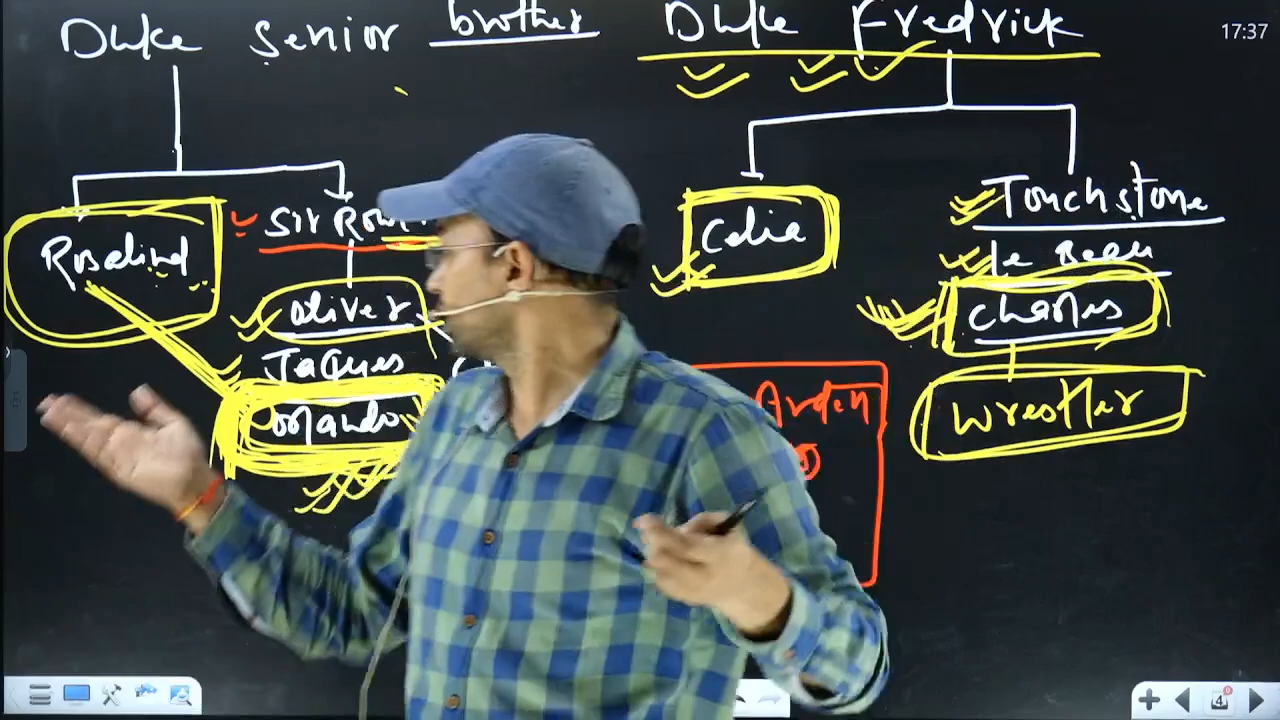 Duke Senior brother Duke Fredrick
17:37
Sir Row
Touchstone
Rosalind
Celia
le Beau
oliver
charles
Jaques
orlando
Arden
wrestler
4